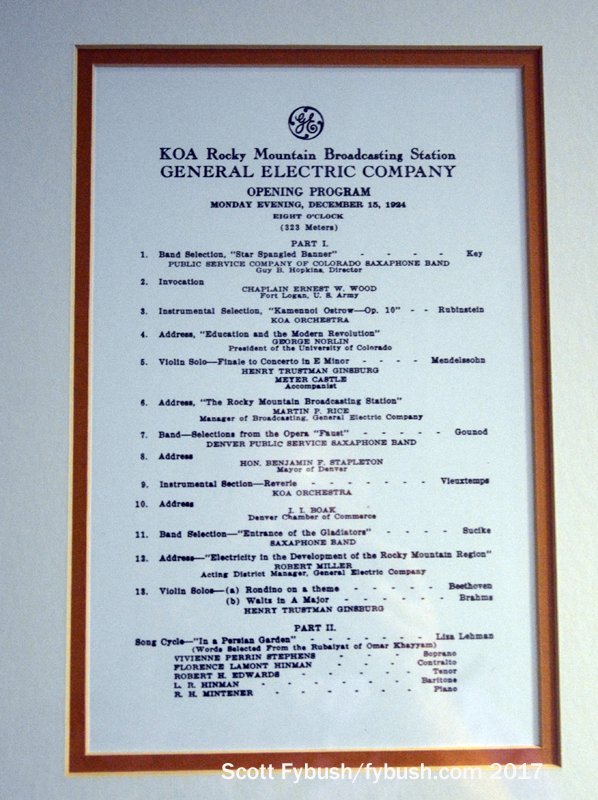 GE
KOA Rocky Mountain Broadcasting Station
GENERAL ELECTRIC COMPANY
OPENING PROGRAM
MONDAY EVENING, DECEMBER 15, 1924
EIGHT O'CLOCK
(323 Meters)
PART I.
1. Band Selection, "Star Spangled Banner" - - - - Key
PUBLIC SERVICE COMPANY OF COLORADO SAXAPHONE BAND
Guy B. Hopkins, Director
2. Invocation
CHAPLAIN ERNEST W. WOOD
Fort Logan, U. S. Army
3. Instrumental Selection, "Kamennoi Ostrow—Op. 10" - - Rubinstein
KOA ORCHESTRA
4. Address, "Education and the Modern Revolution"
GEORGE NORLIN
President of the University of Colorado
5. Violin Solo—Finale to Concerto in E Minor - - - - Mendelssohn
HENRY TRUSTMAN GINSBURG
MEYER CASTLE
Accompanist
6. Address, "The Rocky Mountain Broadcasting Station"
MARTIN P. RICE
Manager of Broadcasting, General Electric Company
7. Band—Selections from the Opera "Faust" - - - - - Gounod
DENVER PUBLIC SERVICE SAXAPHONE BAND
8. Address
HON. BENJAMIN F. STAPLETON
Mayor of Denver
9. Instrumental Section—Reverie - - - - - - - Vieuxtemps
KOA ORCHESTRA
10. Address
I. I. BOAK
Denver Chamber of Commerce
11. Band Selection—"Entrance of the Gladiators" - - - - Sucike
SAXAPHONE BAND
12. Address—"Electricity in the Development of the Rocky Mountain Region"
ROBERT MILLER
Acting District Manager, General Electric Company
13. Violin Solos—(a) Rondino on a theme - - - - - Beethoven
(b) Waltz in A Major - - - - - - Brahms
HENRY TRUSTMAN GINSBURG
PART II.
Song Cycle—"In a Persian Garden" - - - - - - - Liza Lehman
(Words Selected From the Rubaiyat of Omar Khayyam)
VIVIENNE PERRIN STEPHENS - - - - Soprano
FLORENCE LAMONT HINMAN - - - - Contralto
ROBERT H. EDWARDS - - - - - - Tenor
L. R. HINMAN - - - - - - - Baritone
R. H. MINTENER - - - - - - - Piano
Scott Fybush/fybush.com 2017